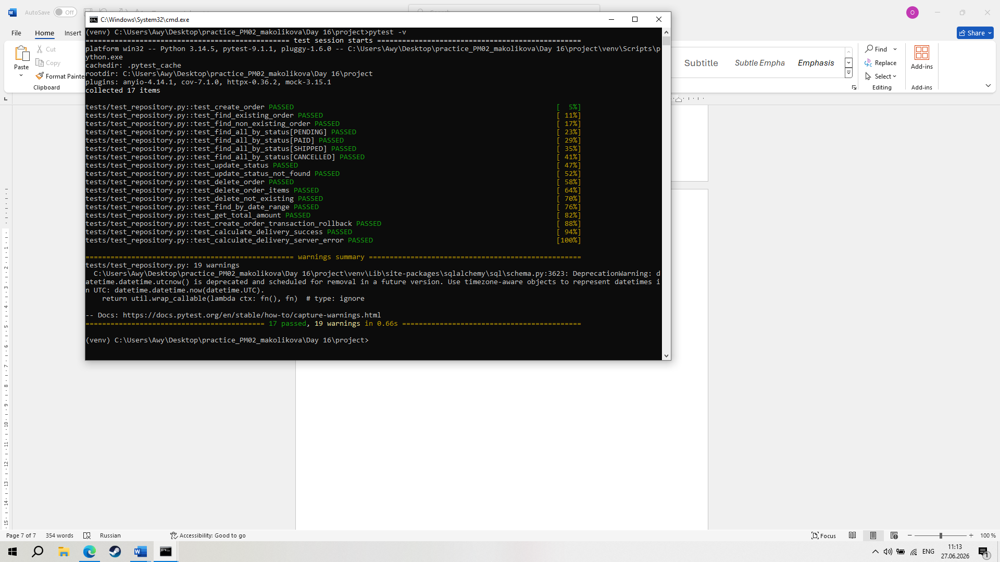 AutoSave Off
C:\Windows\System32\cmd.exe
O
File Home Insert
Share
Paste
Cut
Copy
Format Painte
Clipboard
Subtitle
Subtle Empha
Emphasis
Find
Replace
Select
Editing
Add-ins
Add-ins
(venv) C:\Users\Awy\Desktop\practice_PM02_makolikova\Day 16\project>pytest -v
================================================= test session starts =================================================
platform win32 -- Python 3.14.5, pytest-9.1.1, pluggy-1.6.0 -- C:\Users\Awy\Desktop\practice_PM02_makolikova\Day 16\project\venv\Scripts\p
ython.exe
cachedir: .pytest_cache
rootdir: C:\Users\Awy\Desktop\practice_PM02_makolikova\Day 16\project
plugins: anyio-4.14.1, cov-7.1.0, httpx-0.36.2, mock-3.15.1
collected 17 items
tests/test_repository.py::test_create_order PASSED [  5%]
tests/test_repository.py::test_find_existing_order PASSED [ 11%]
tests/test_repository.py::test_find_non_existing_order PASSED [ 17%]
tests/test_repository.py::test_find_all_by_status[PENDING] PASSED [ 23%]
tests/test_repository.py::test_find_all_by_status[PAID] PASSED [ 29%]
tests/test_repository.py::test_find_all_by_status[SHIPPED] PASSED [ 35%]
tests/test_repository.py::test_find_all_by_status[CANCELLED] PASSED [ 41%]
tests/test_repository.py::test_update_status PASSED [ 47%]
tests/test_repository.py::test_update_status_not_found PASSED [ 52%]
tests/test_repository.py::test_delete_order PASSED [ 58%]
tests/test_repository.py::test_delete_order_items PASSED [ 64%]
tests/test_repository.py::test_delete_not_existing PASSED [ 70%]
tests/test_repository.py::test_find_by_date_range PASSED [ 76%]
tests/test_repository.py::test_get_total_amount PASSED [ 82%]
tests/test_repository.py::test_create_order_transaction_rollback PASSED [ 88%]
tests/test_repository.py::test_calculate_delivery_success PASSED [ 94%]
tests/test_repository.py::test_calculate_delivery_server_error PASSED [100%]
================================================== warnings summary ===================================================
tests/test_repository.py: 19 warnings
C:\Users\Awy\Desktop\practice_PM02_makolikova\Day 16\project\venv\Lib\site-packages\sqlalchemy\sql\schema.py:3623: DeprecationWarning: d
atetime.datetime.utcnow() is deprecated and scheduled for removal in a future version. Use timezone-aware objects to represent datetimes i
n UTC: datetime.datetime.now(datetime.UTC).
return util.wrap_callable(lambda ctx: fn(), fn)  # type: ignore
-- Docs: https://docs.pytest.org/en/stable/how-to/capture-warnings.html
=========================================== 17 passed, 19 warnings in 0.66s ===========================================
(venv) C:\Users\Awy\Desktop\practice_PM02_makolikova\Day 16\project>
Page 7 of 7 354 words Russian Accessibility: Good to go Focus 100 %
ENG 11:13
27.06.2026
1